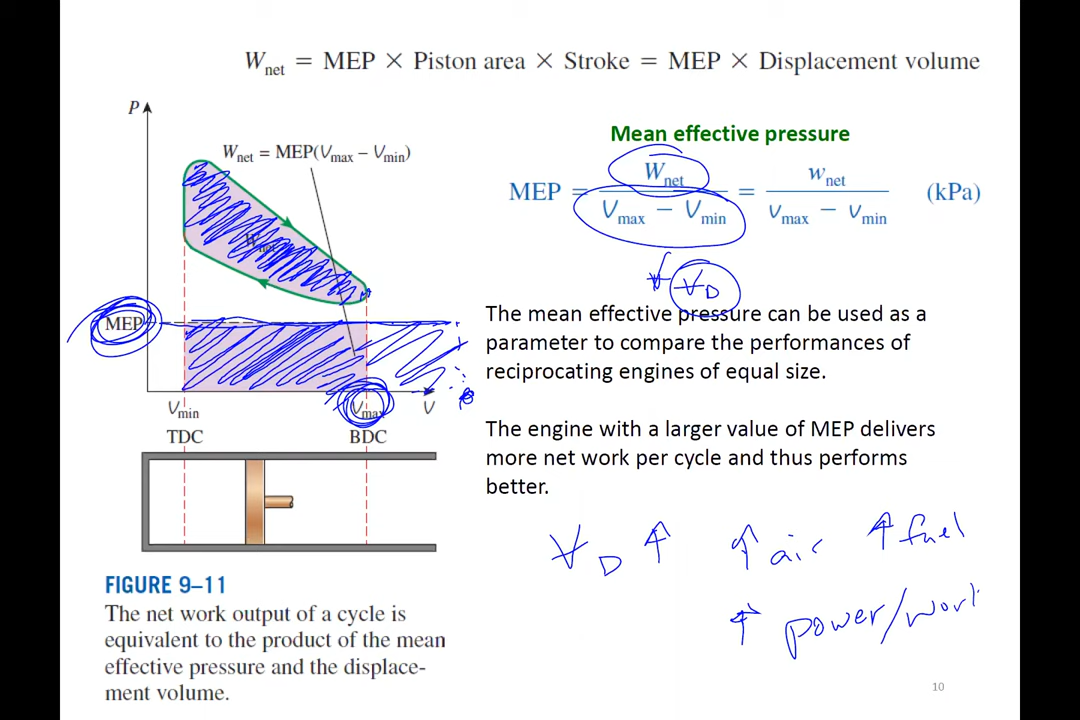 W_net = MEP × Piston area × Stroke = MEP × Displacement volume
P
W_net = MEP(V_max − V_min)
W_net
MEP
V_min
V_max
V
TDC
BDC
FIGURE 9–11
The net work output of a cycle is
equivalent to the product of the mean
effective pressure and the displace-
ment volume.
Mean effective pressure
MEP = W_net / (V_max − V_min) = w_net / (v_max − v_min) (kPa)
V_D
The mean effective pressure can be used as a
parameter to compare the performances of
reciprocating engines of equal size.
The engine with a larger value of MEP delivers
more net work per cycle and thus performs
better.
V_D ↑ ↑ air ↑ fuel
↑ power/work
10